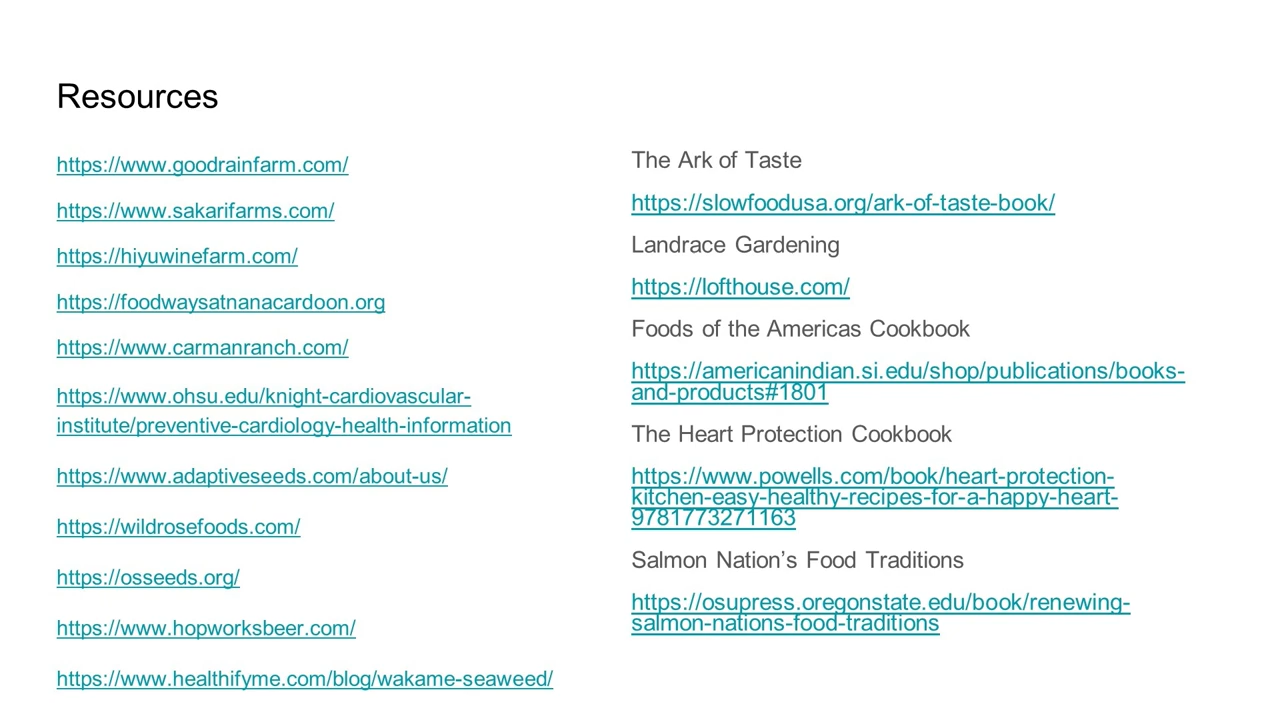 Resources
https://www.goodrainfarm.com/
https://www.sakarifarms.com/
https://hiyuwinefarm.com/
https://foodwaysatnanacardoon.org
https://www.carmanranch.com/
https://www.ohsu.edu/knight-cardiovascular-
institute/preventive-cardiology-health-information
https://www.adaptiveseeds.com/about-us/
https://wildrosefoods.com/
https://osseeds.org/
https://www.hopworksbeer.com/
https://www.healthifyme.com/blog/wakame-seaweed/
The Ark of Taste
https://slowfoodusa.org/ark-of-taste-book/
Landrace Gardening
https://lofthouse.com/
Foods of the Americas Cookbook
https://americanindian.si.edu/shop/publications/books-
and-products#1801
The Heart Protection Cookbook
https://www.powells.com/book/heart-protection-
kitchen-easy-healthy-recipes-for-a-happy-heart-
9781773271163
Salmon Nation’s Food Traditions
https://osupress.oregonstate.edu/book/renewing-
salmon-nations-food-traditions